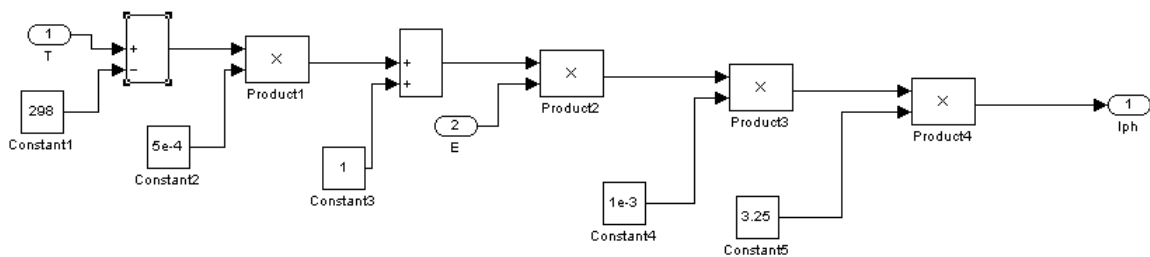 1
T
+
−
298
Constant1
×
Product1
5e-4
Constant2
+
+
1
Constant3
×
Product2
2
E
×
Product3
1e-3
Constant4
×
Product4
3.25
Constant5
1
Iph